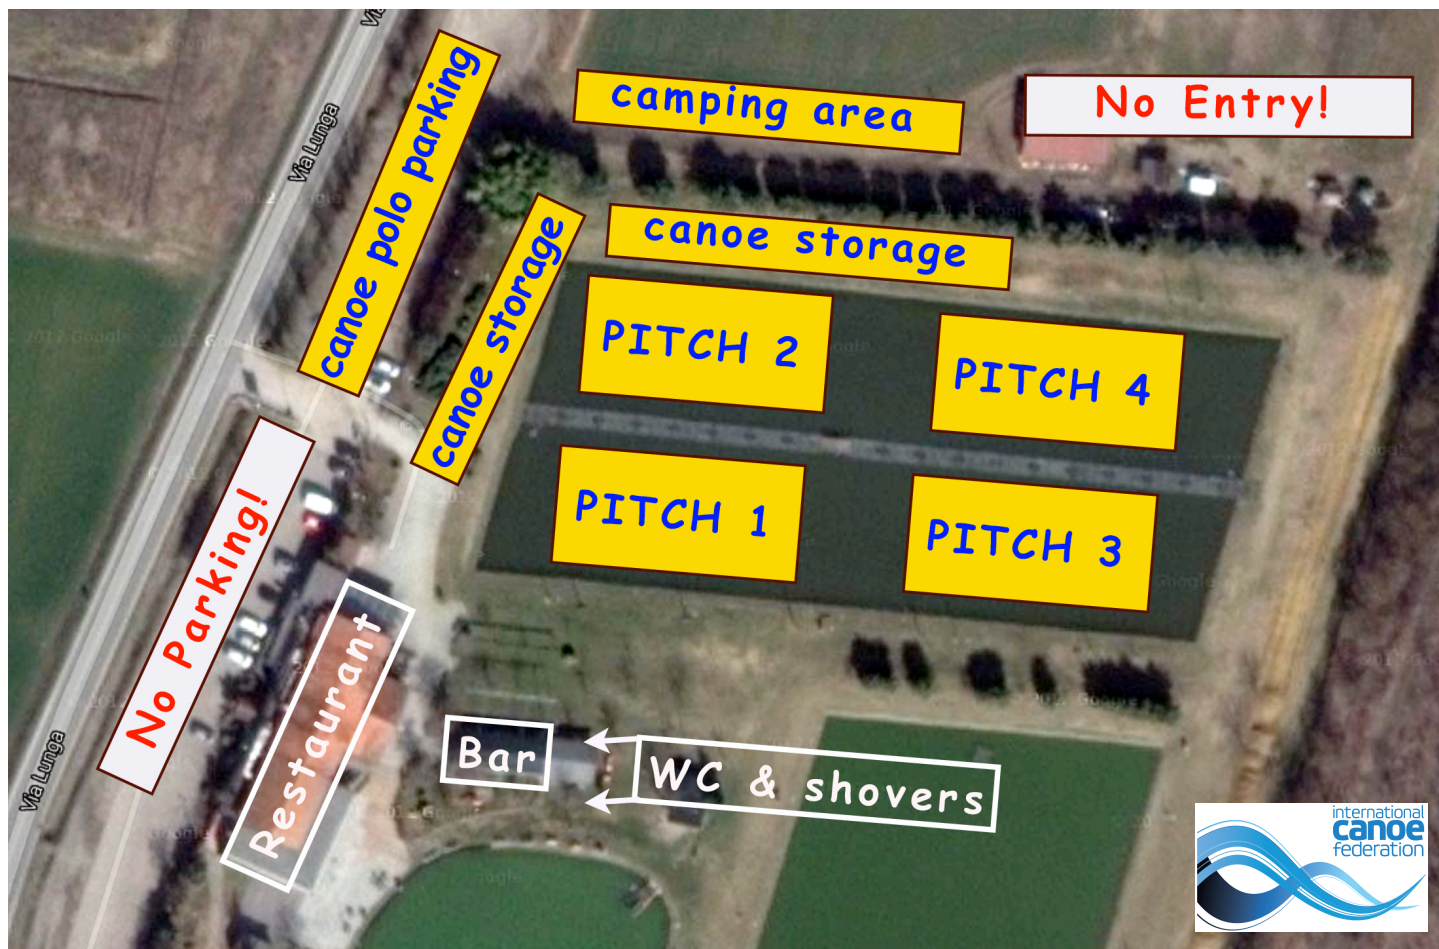 Via Lunga
canoe polo parking
camping area
No Entry!
canoe storage
canoe storage
PITCH 2
PITCH 4
PITCH 1
PITCH 3
No Parking!
Restaurant
Bar
WC & shovers
Via Lunga
international
canoe
federation